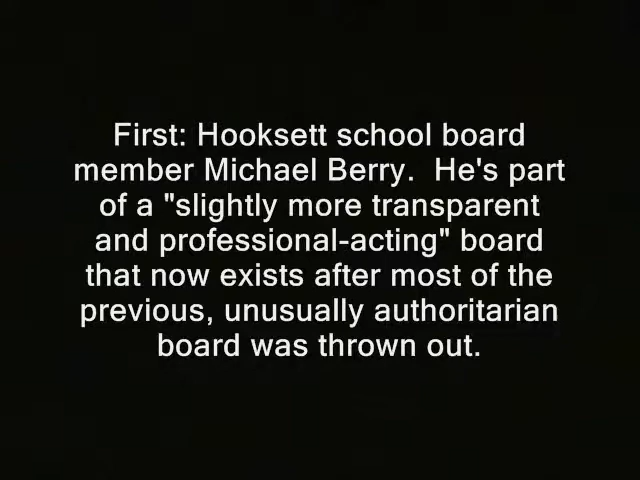 First: Hooksett school board
member Michael Berry.  He's part
of a "slightly more transparent
and professional-acting" board
that now exists after most of the
previous, unusually authoritarian
board was thrown out.